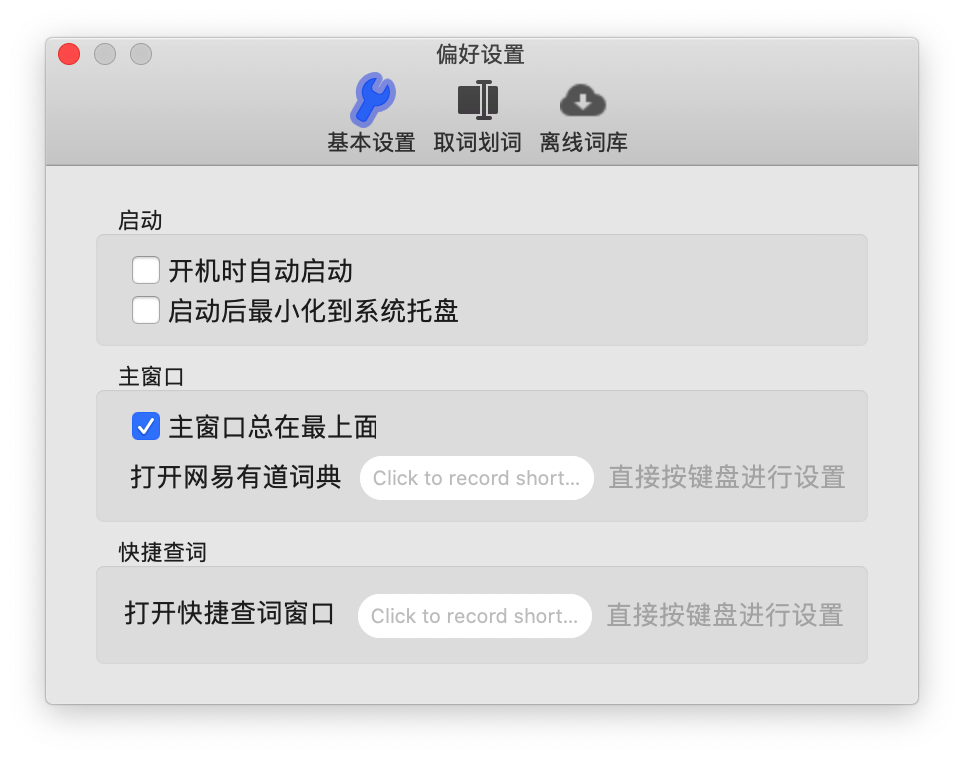 偏好设置
基本设置 取词划词 离线词库
启动
开机时自动启动
启动后最小化到系统托盘
主窗口
主窗口总在最上面
打开网易有道词典 Click to record short... 直接按键盘进行设置
快捷查词
打开快捷查词窗口 Click to record short... 直接按键盘进行设置